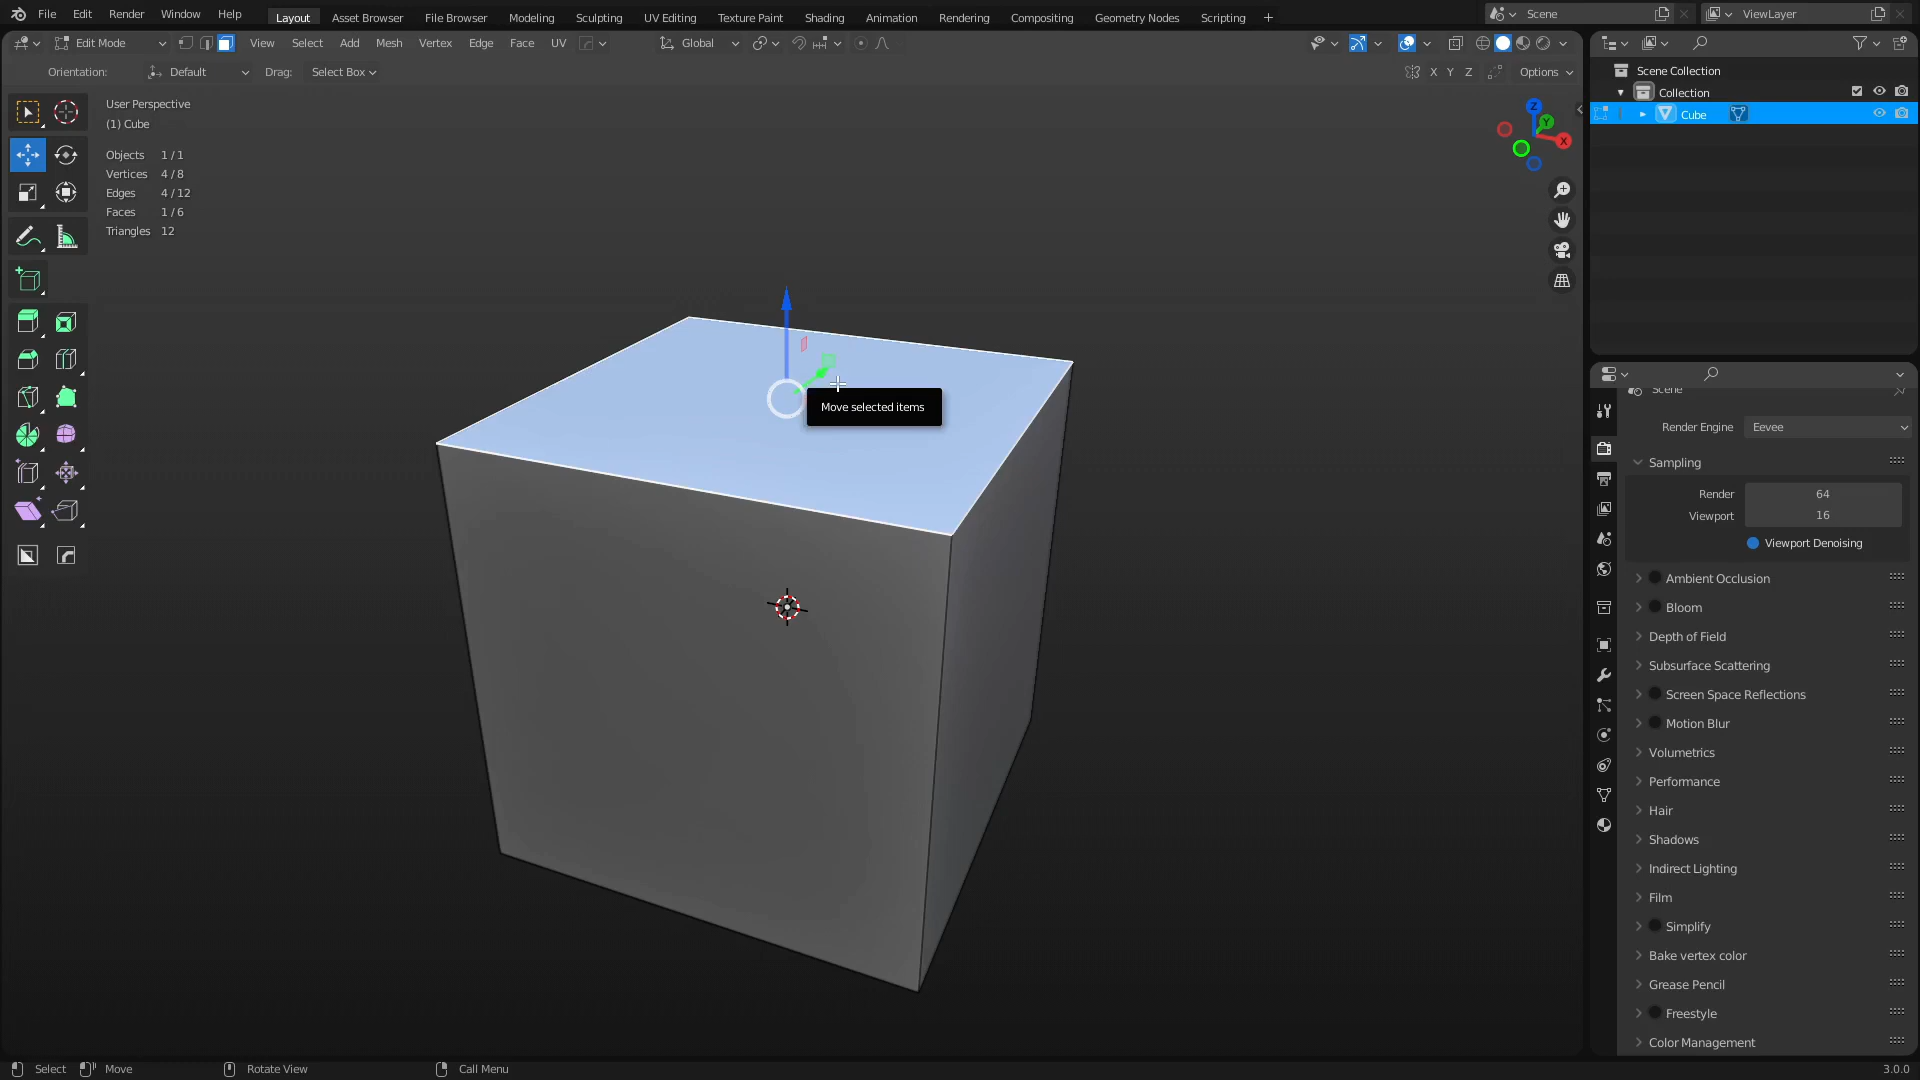 File Edit Render Window Help Layout Asset Browser File Browser Modeling Sculpting UV Editing Texture Paint Shading Animation Rendering Compositing Geometry Nodes Scripting + Scene ViewLayer
Edit Mode View Select Add Mesh Vertex Edge Face UV Global
Orientation: Default Drag: Select Box X Y Z Options
User Perspective
(1) Cube
Objects 1 / 1
Vertices 4 / 8
Edges 4 / 12
Faces 1 / 6
Triangles 12
Z
Y
X
Move selected items
Scene Collection
Collection
Cube
Scene
Render Engine Eevee
Sampling
Render 64
Viewport 16
Viewport Denoising
Ambient Occlusion
Bloom
Depth of Field
Subsurface Scattering
Screen Space Reflections
Motion Blur
Volumetrics
Performance
Hair
Shadows
Indirect Lighting
Film
Simplify
Bake vertex color
Grease Pencil
Freestyle
Color Management
Select Move Rotate View Call Menu 3.0.0